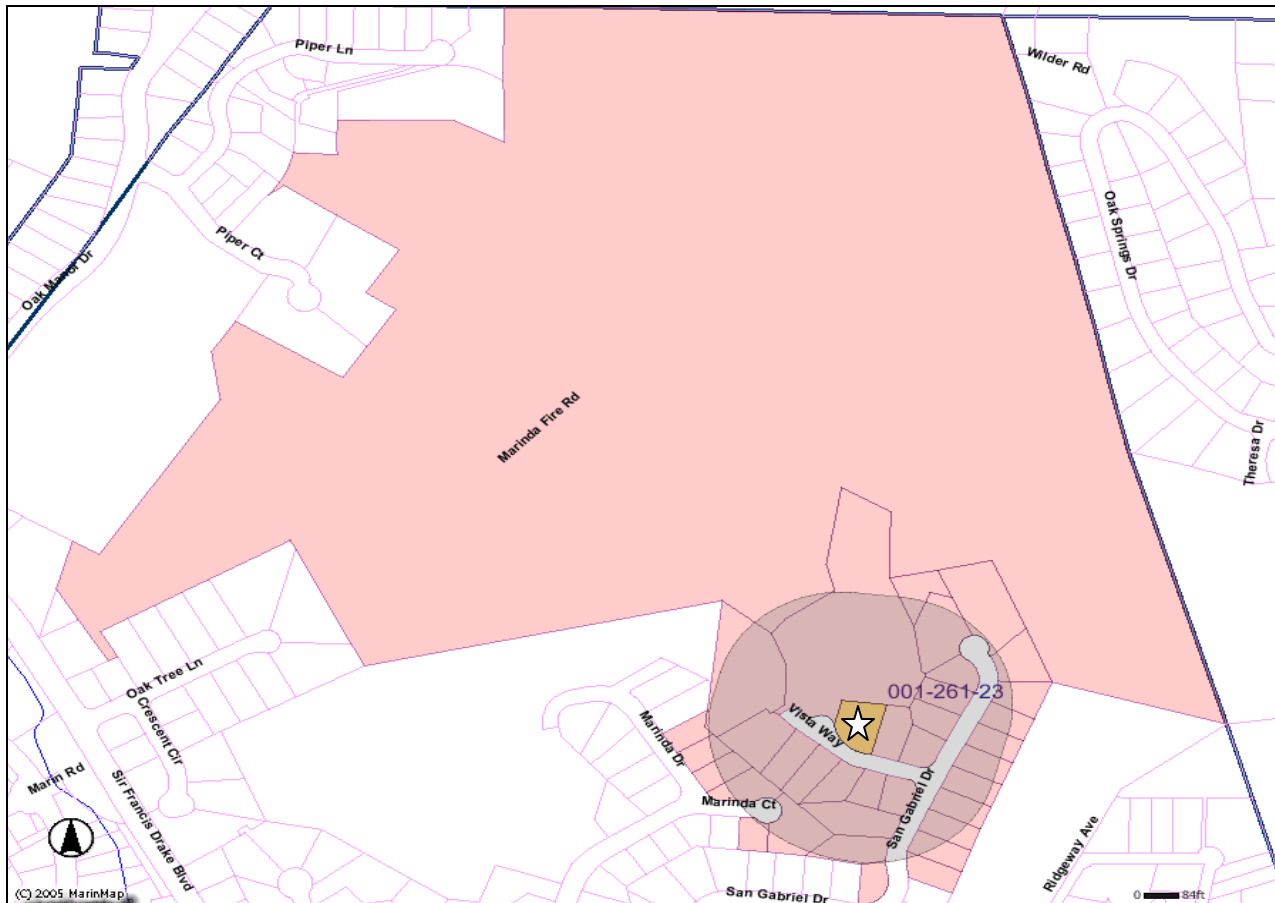 Piper Ln
Wilder Rd
Oak Springs Dr
Piper Ct
Oak Manor Dr
Marinda Fire Rd
Theresa Dr
Oak Tree Ln
001-261-23
Crescent Cir
Vista Way
Marinda Dr
Marin Rd
Sir Francis Drake Blvd
Marinda Ct
San Gabriel Dr
Ridgeway Ave
(C) 2005 MarinMap
San Gabriel Dr
0 84ft